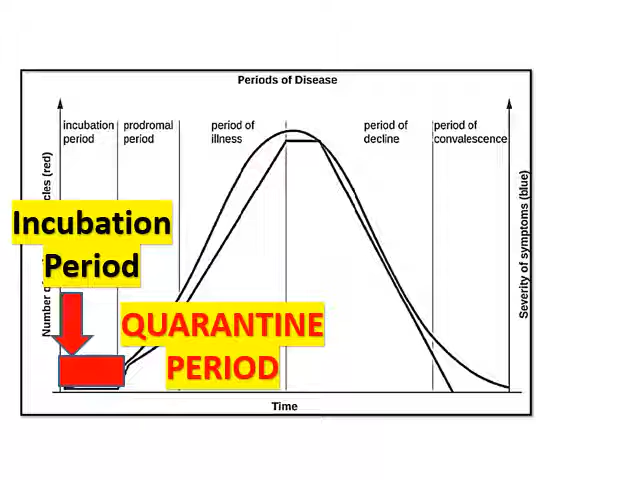 Periods of Disease
incubation period
prodromal period
period of illness
period of decline
period of convalescence
Number of
cles (red)
Incubation
Period
QUARANTINE
PERIOD
Severity of symptoms (blue)
Time